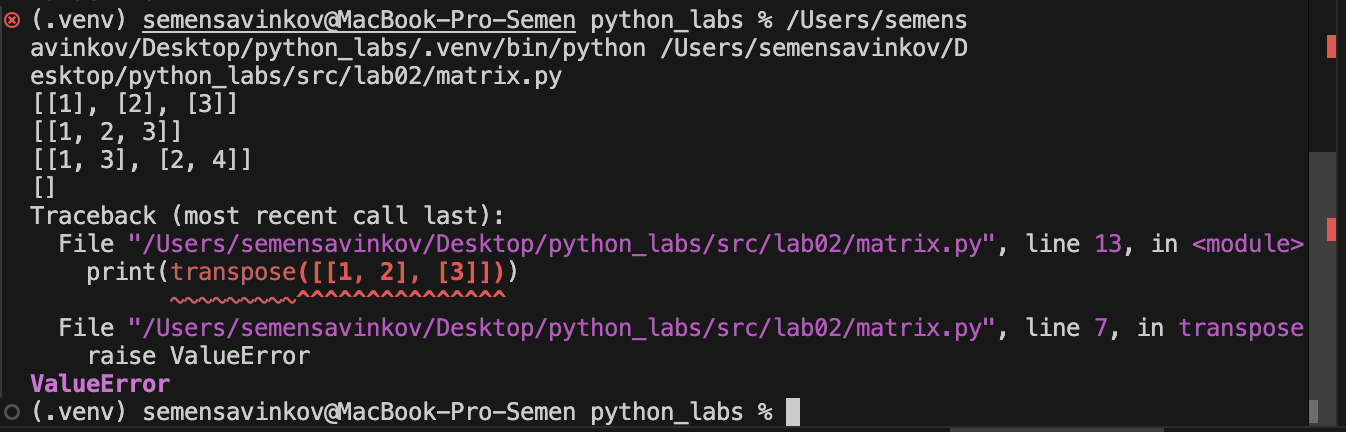 (.venv) semensavinkov@MacBook-Pro-Semen python_labs % /Users/semens
avinkov/Desktop/python_labs/.venv/bin/python /Users/semensavinkov/D
esktop/python_labs/src/lab02/matrix.py
[[1], [2], [3]]
[[1, 2, 3]]
[[1, 3], [2, 4]]
[]
Traceback (most recent call last):
  File "/Users/semensavinkov/Desktop/python_labs/src/lab02/matrix.py", line 13, in <module>
    print(transpose([[1, 2], [3]]))
          ~~~~~~~~~^^^^^^^^^^^^^^^
  File "/Users/semensavinkov/Desktop/python_labs/src/lab02/matrix.py", line 7, in transpose
    raise ValueError
ValueError
(.venv) semensavinkov@MacBook-Pro-Semen python_labs %